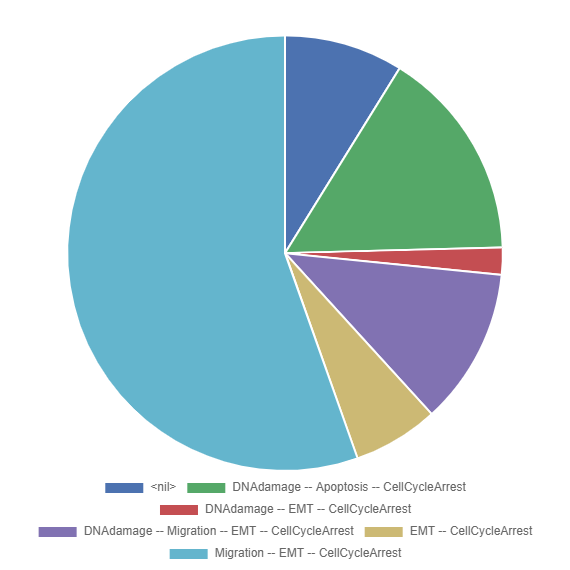 <nil> DNAdamage -- Apoptosis -- CellCycleArrest
DNAdamage -- EMT -- CellCycleArrest
DNAdamage -- Migration -- EMT -- CellCycleArrest EMT -- CellCycleArrest
Migration -- EMT -- CellCycleArrest